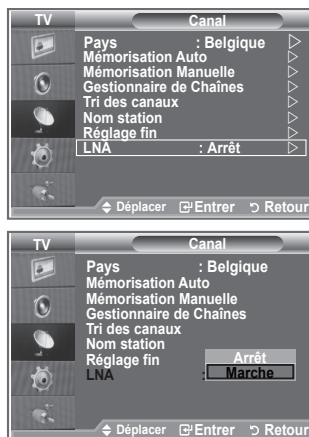 TV Canal
Pays : Belgique
Mémorisation Auto
Mémorisation Manuelle
Gestionnaire de Chaînes
Tri des canaux
Nom station
Réglage fin
LNA : Arrêt
Déplacer Entrer Retour
TV Canal
Pays : Belgique
Mémorisation Auto
Mémorisation Manuelle
Gestionnaire de Chaînes
Tri des canaux
Nom station
Réglage fin Arrêt
LNA : Marche
Déplacer Entrer Retour